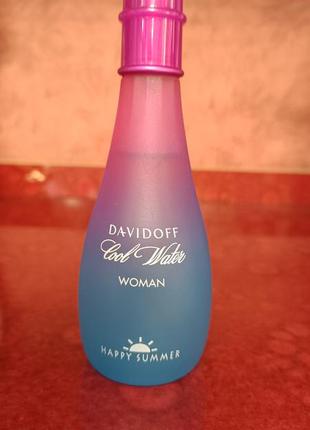 DAVIDOFF
Cool Water
WOMAN
HAPPY SUMMER